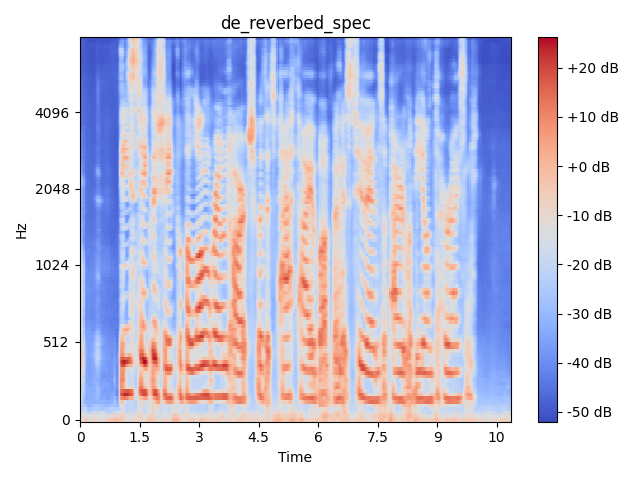 de_reverbed_spec
Hz
4096
2048
1024
512
0
0 1.5 3 4.5 6 7.5 9 10
Time
+20 dB
+10 dB
+0 dB
-10 dB
-20 dB
-30 dB
-40 dB
-50 dB